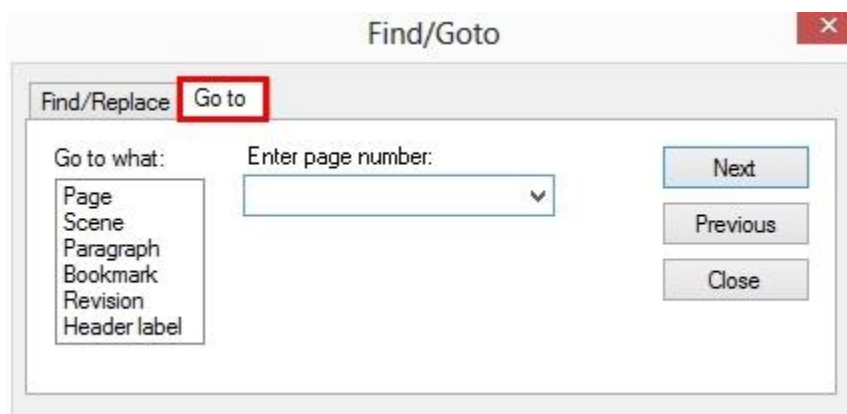 Find/Goto
Find/Replace Go to
Go to what: Enter page number: Next
Page
Scene
Paragraph
Bookmark
Revision
Header label
Previous
Close